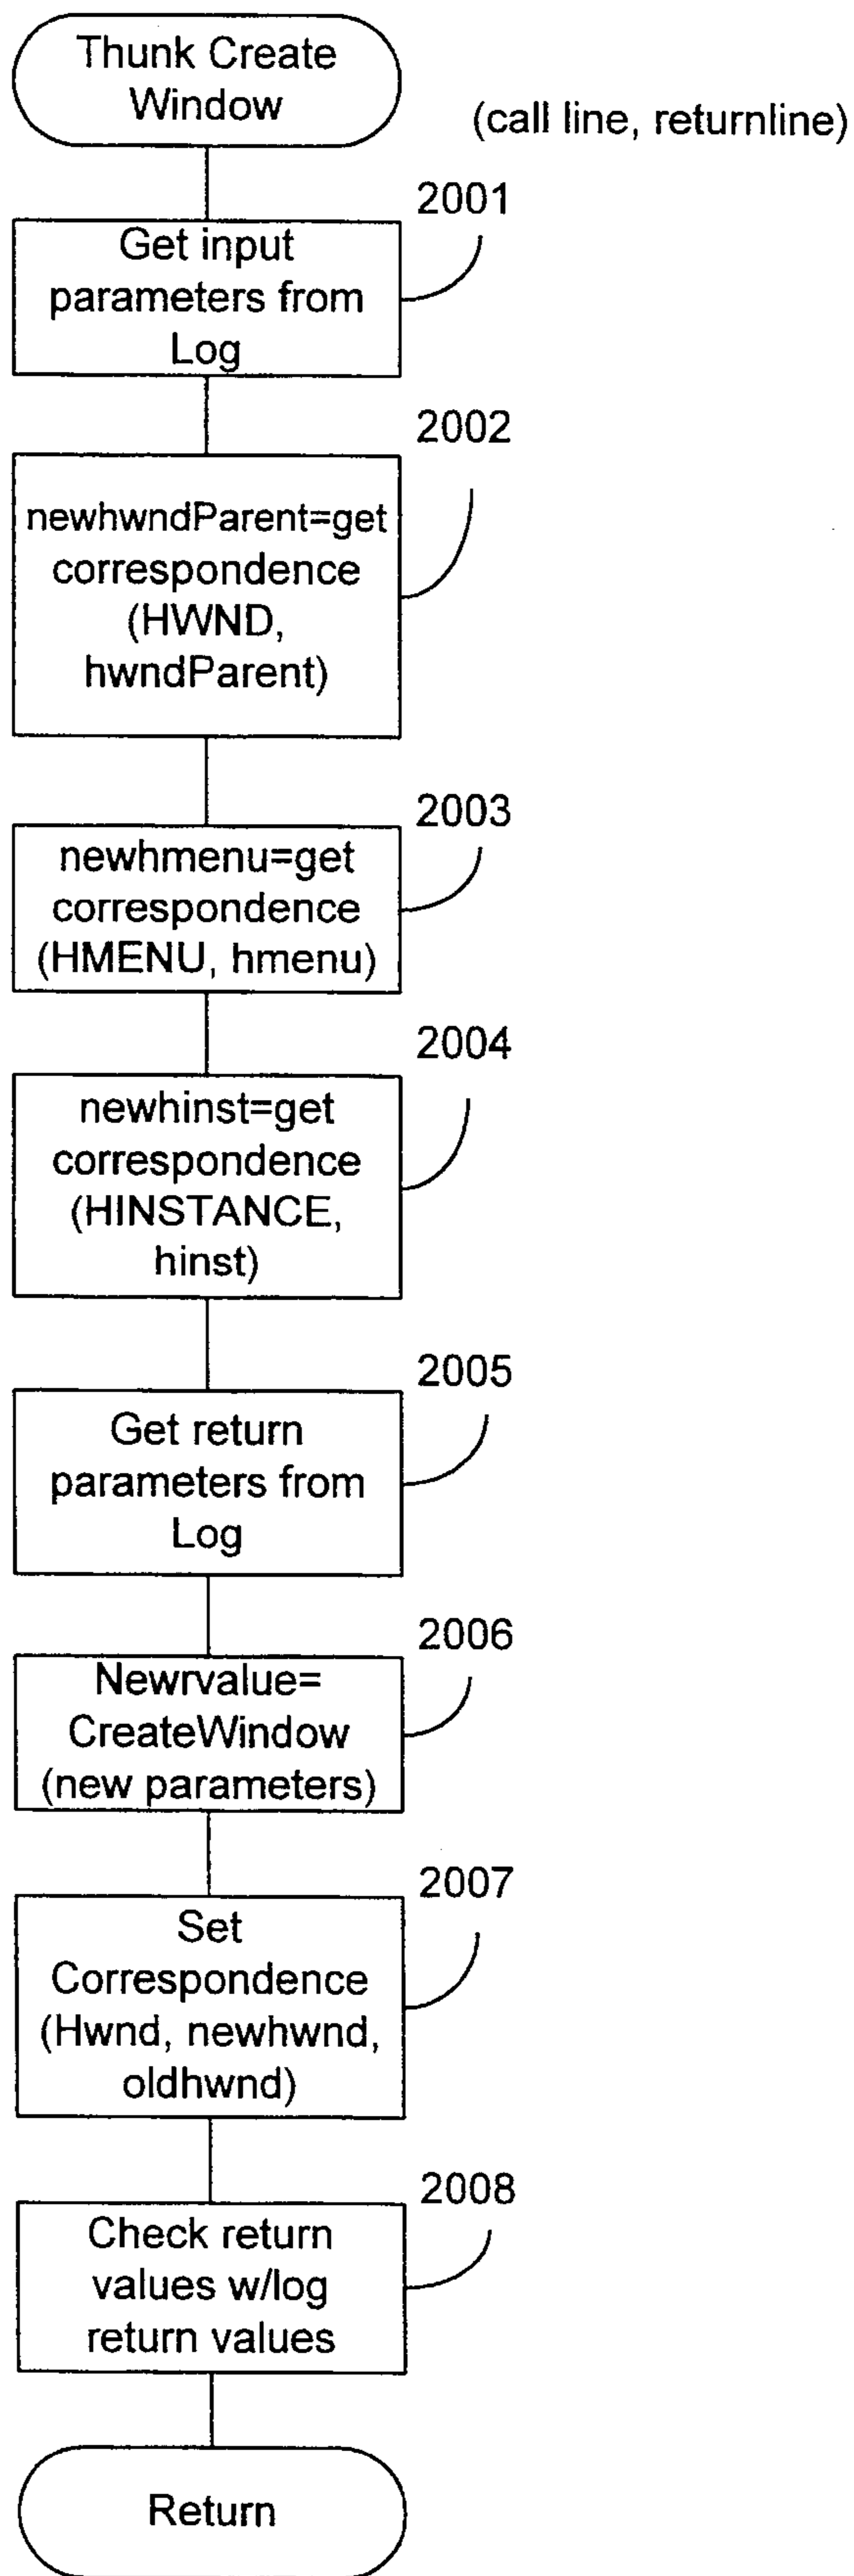 Thunk Create
Window
(call line, returnline)
2001
Get input
parameters from
Log
2002
newhwndParent=get
correspondence
(HWND,
hwndParent)
2003
newhmenu=get
correspondence
(HMENU, hmenu)
2004
newhinst=get
correspondence
(HINSTANCE,
hinst)
2005
Get return
parameters from
Log
2006
Newrvalue=
CreateWindow
(new parameters)
2007
Set
Correspondence
(Hwnd, newhwnd,
oldhwnd)
2008
Check return
values w/log
return values
Return